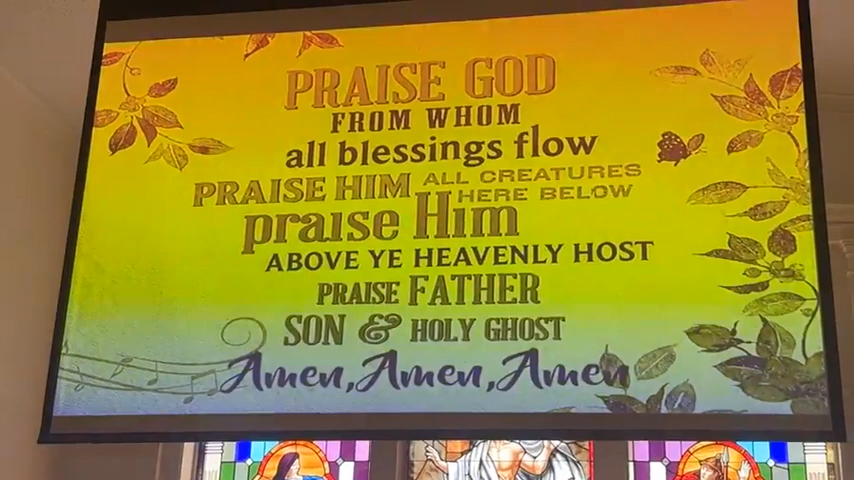 PRAISE GOD
FROM WHOM
all blessings flow
PRAISE HIM ALL CREATURES
HERE BELOW
praise Him
ABOVE YE HEAVENLY HOST
PRAISE FATHER
SON & HOLY GHOST
Amen, Amen, Amen